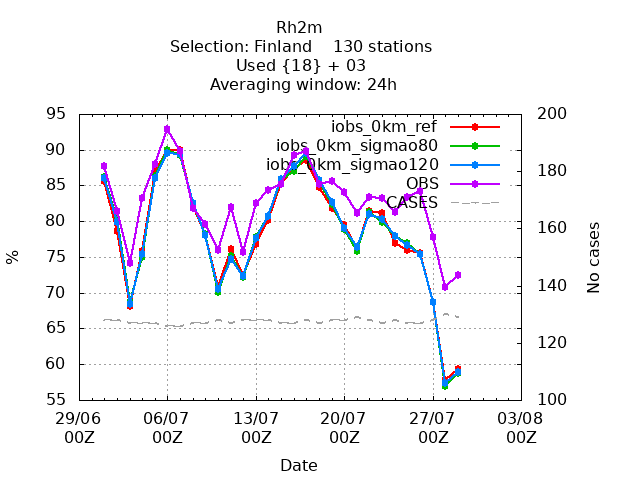 Rh2m
Selection: Finland 130 stations
Used {18} + 03
Averaging window: 24h
95
90
85
80
75
70
65
60
55
%
200
180
160
140
120
100
No cases
iobs_0km_ref
iobs_0km_sigmao80
iobs_0km_sigmao120
OBS
CASES
29/06 06/07 13/07 20/07 27/07 03/08
00Z 00Z 00Z 00Z 00Z 00Z
Date